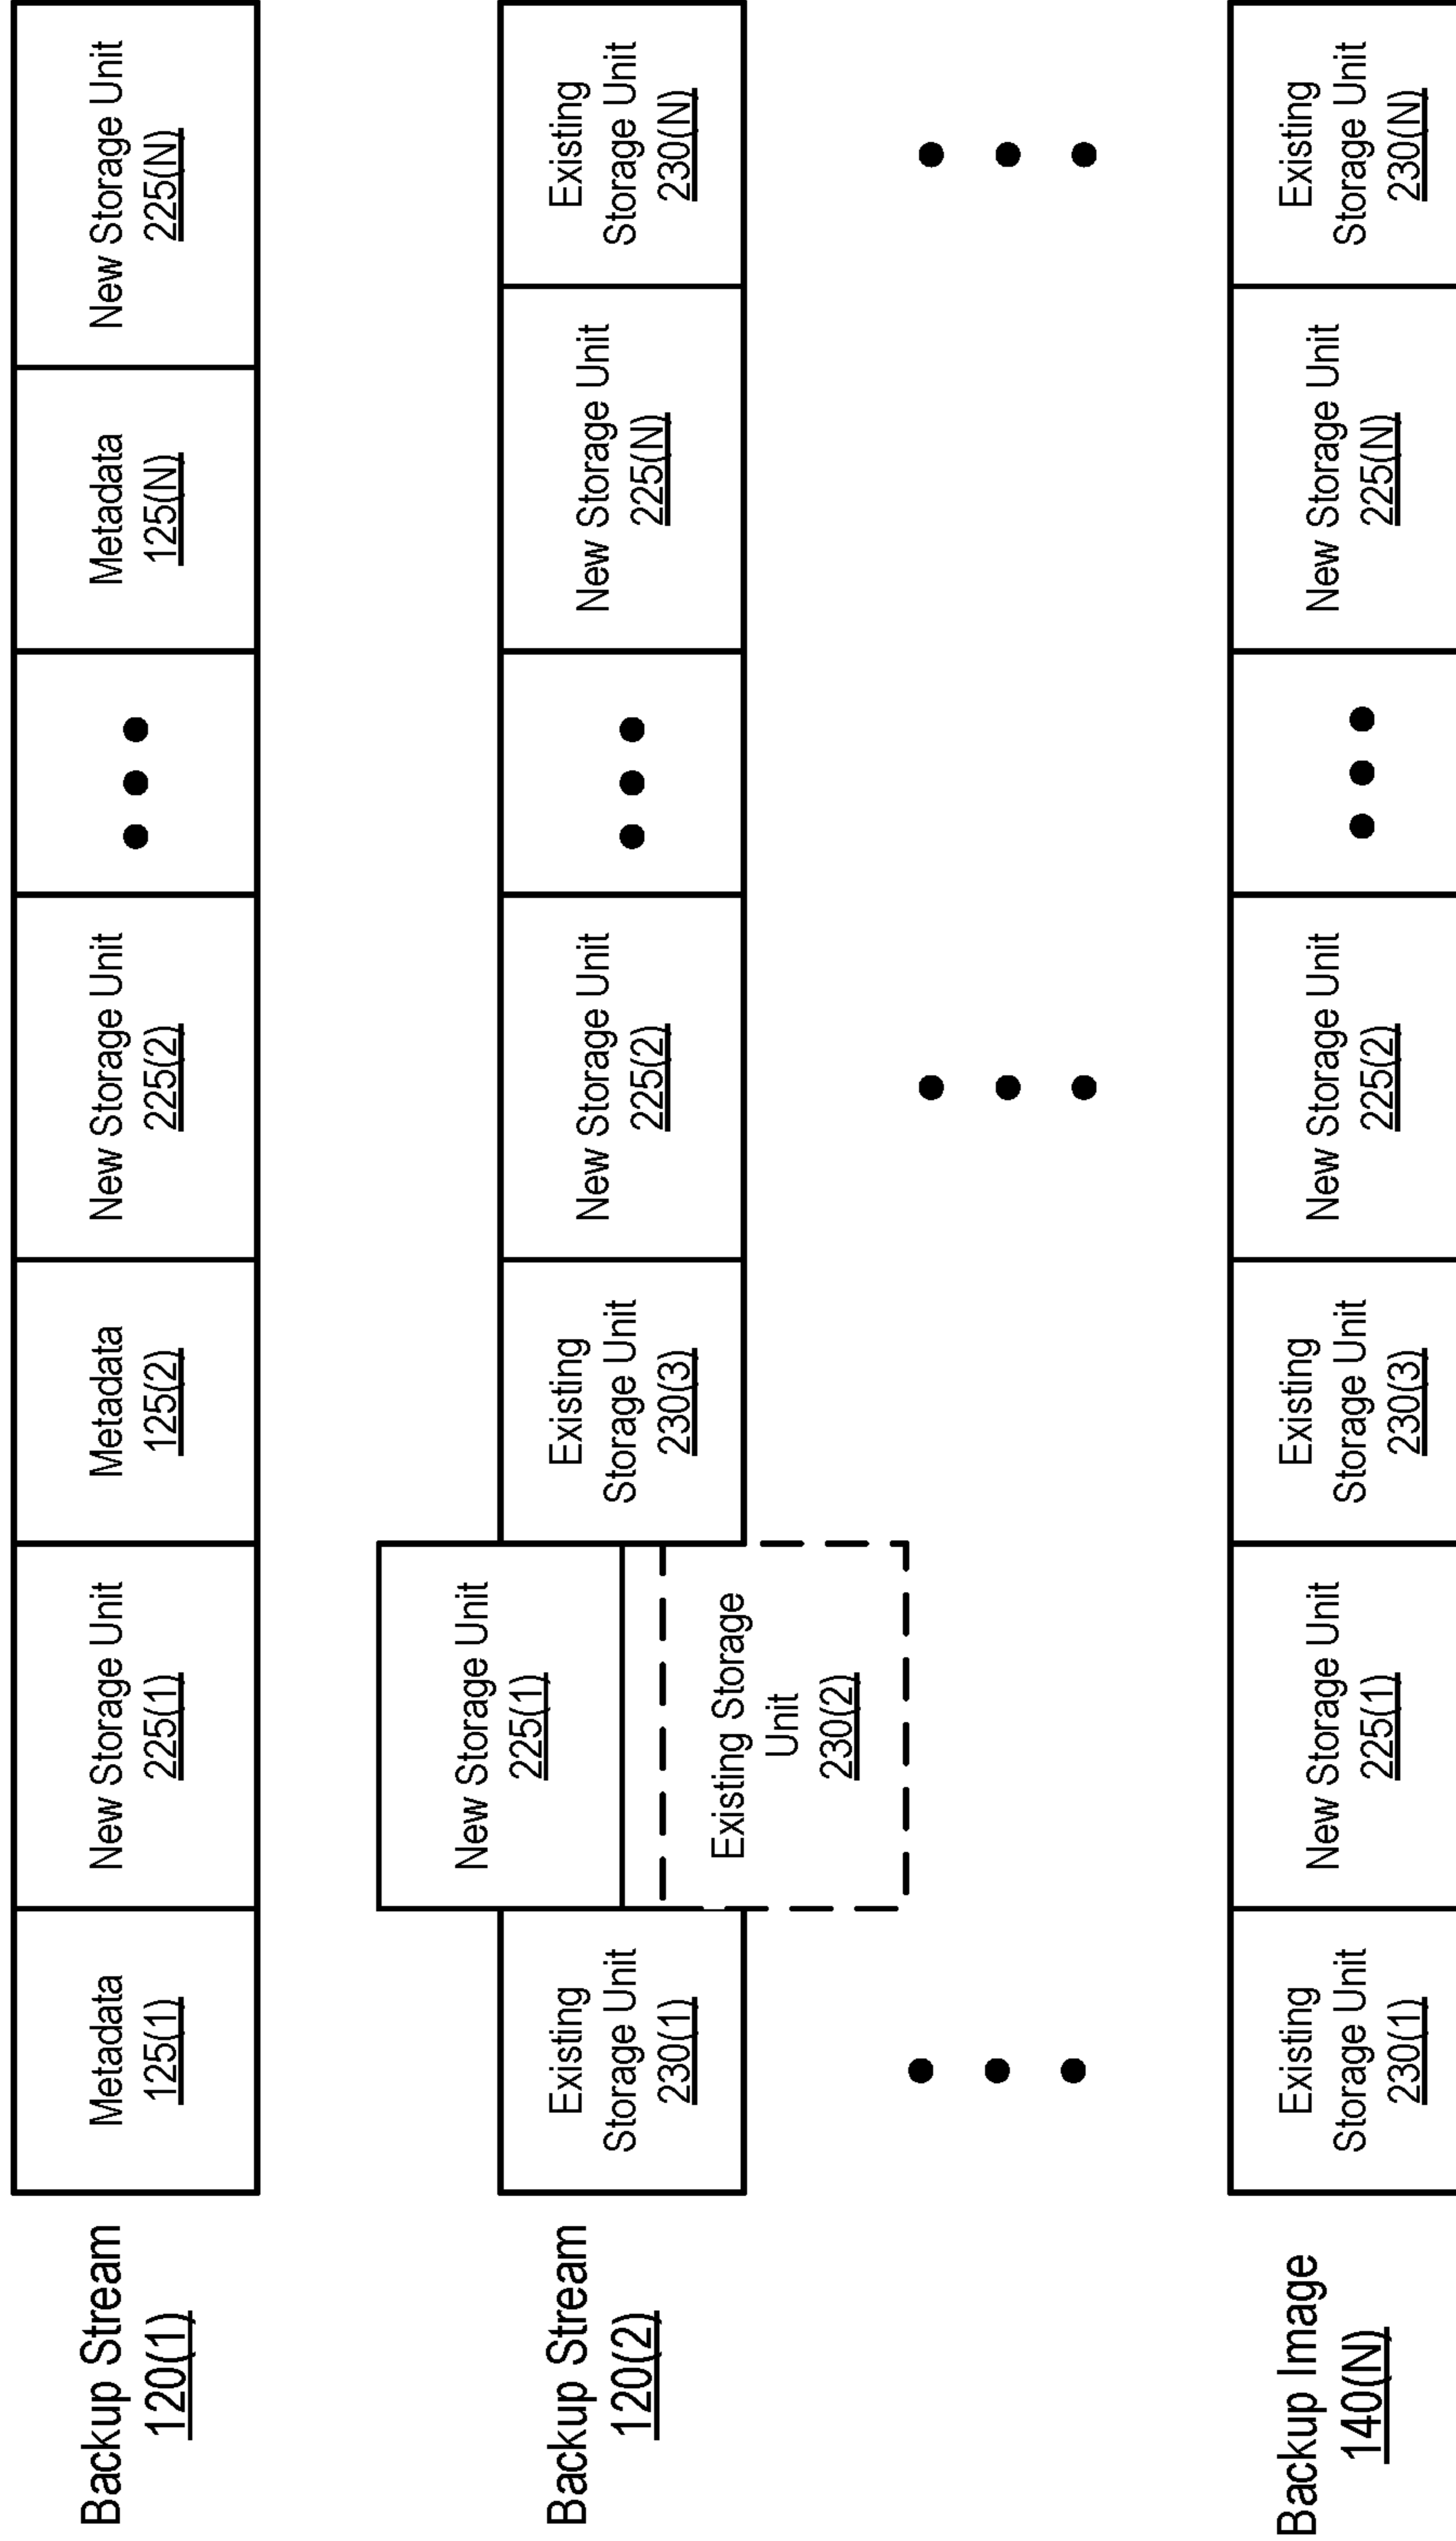 Backup Stream
120(1)
Metadata
125(1)
New Storage Unit
225(1)
Metadata
125(2)
New Storage Unit
225(2)
Metadata
125(N)
New Storage Unit
225(N)
Backup Stream
120(2)
Existing
Storage Unit
230(1)
New Storage Unit
225(1)
Existing Storage
Unit
230(2)
Existing
Storage Unit
230(3)
New Storage Unit
225(2)
New Storage Unit
225(N)
Existing
Storage Unit
230(N)
Backup Image
140(N)
Existing
Storage Unit
230(1)
New Storage Unit
225(1)
Existing
Storage Unit
230(3)
New Storage Unit
225(2)
New Storage Unit
225(N)
Existing
Storage Unit
230(N)